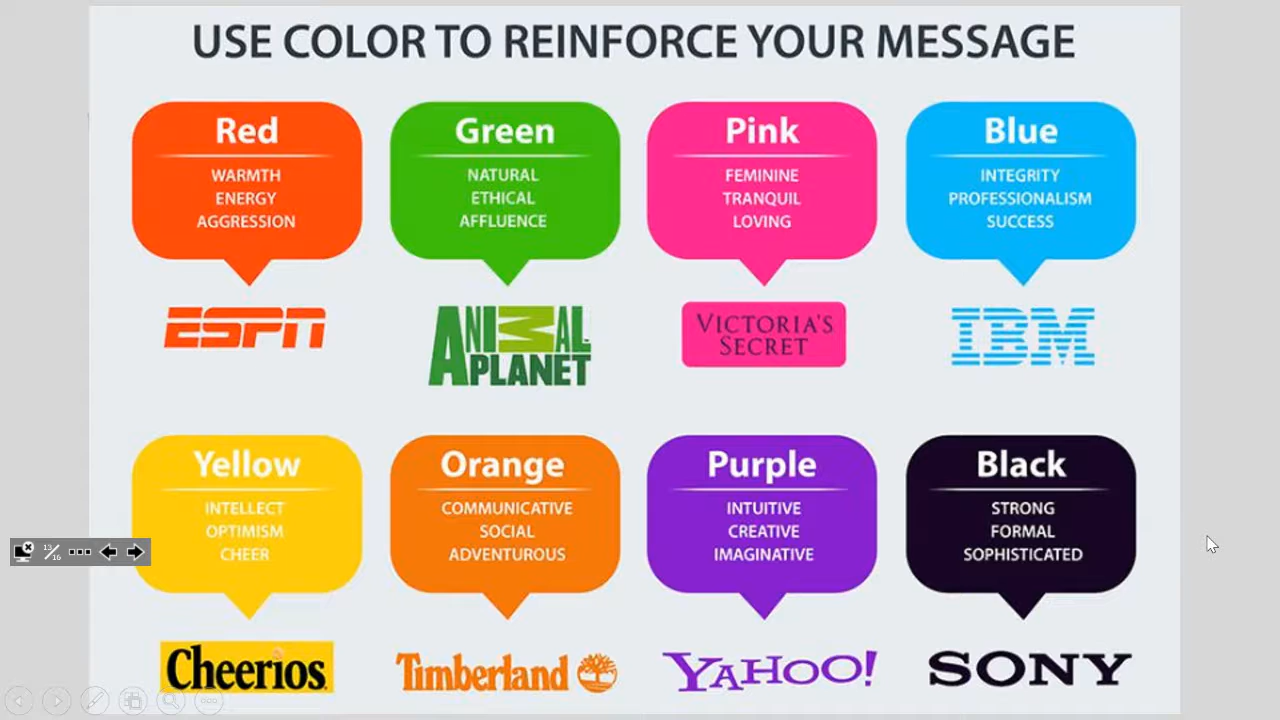 USE COLOR TO REINFORCE YOUR MESSAGE
Red
WARMTH
ENERGY
AGGRESSION
ESPN
Green
NATURAL
ETHICAL
AFFLUENCE
ANIMAL
PLANET
Pink
FEMININE
TRANQUIL
LOVING
VICTORIA'S
SECRET
Blue
INTEGRITY
PROFESSIONALISM
SUCCESS
IBM
Yellow
INTELLECT
OPTIMISM
CHEER
Cheerios
Orange
COMMUNICATIVE
SOCIAL
ADVENTUROUS
Timberland
Purple
INTUITIVE
CREATIVE
IMAGINATIVE
YAHOO!
Black
STRONG
FORMAL
SOPHISTICATED
SONY
13/16